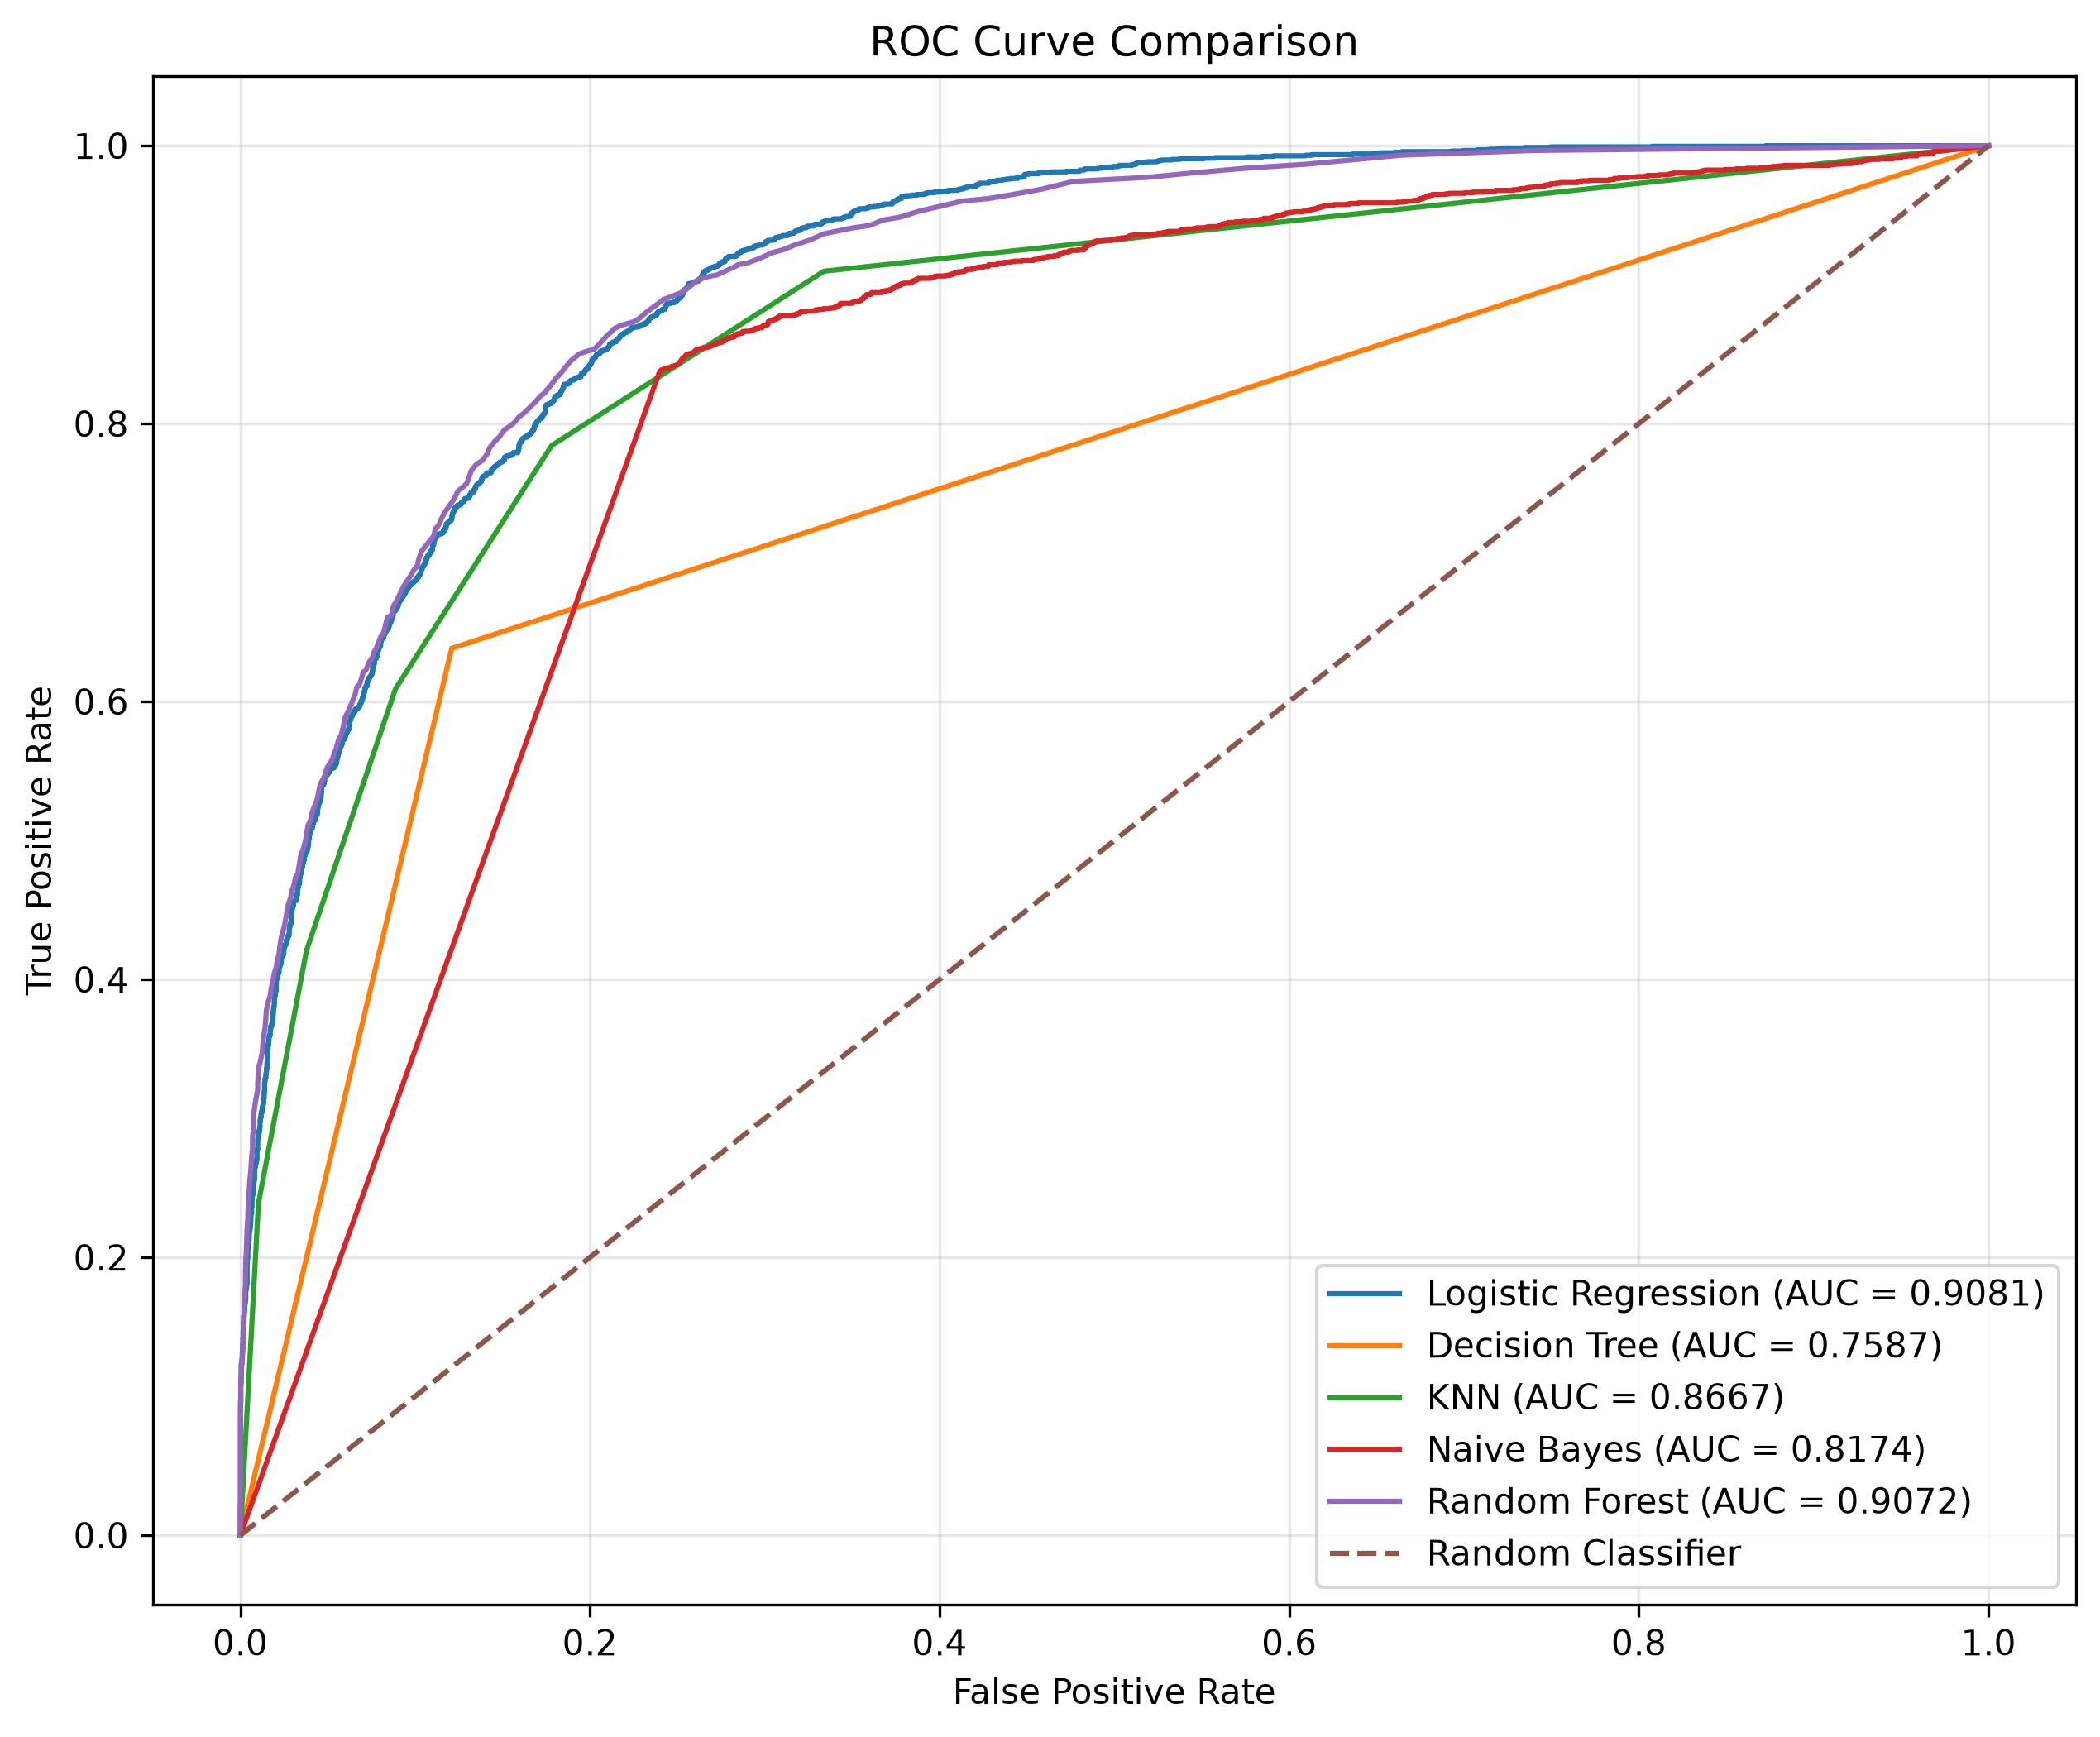 ROC Curve Comparison
1.0
0.8
0.6
0.4
0.2
0.0
True Positive Rate
0.0 0.2 0.4 0.6 0.8 1.0
False Positive Rate
Logistic Regression (AUC = 0.9081)
Decision Tree (AUC = 0.7587)
KNN (AUC = 0.8667)
Naive Bayes (AUC = 0.8174)
Random Forest (AUC = 0.9072)
Random Classifier